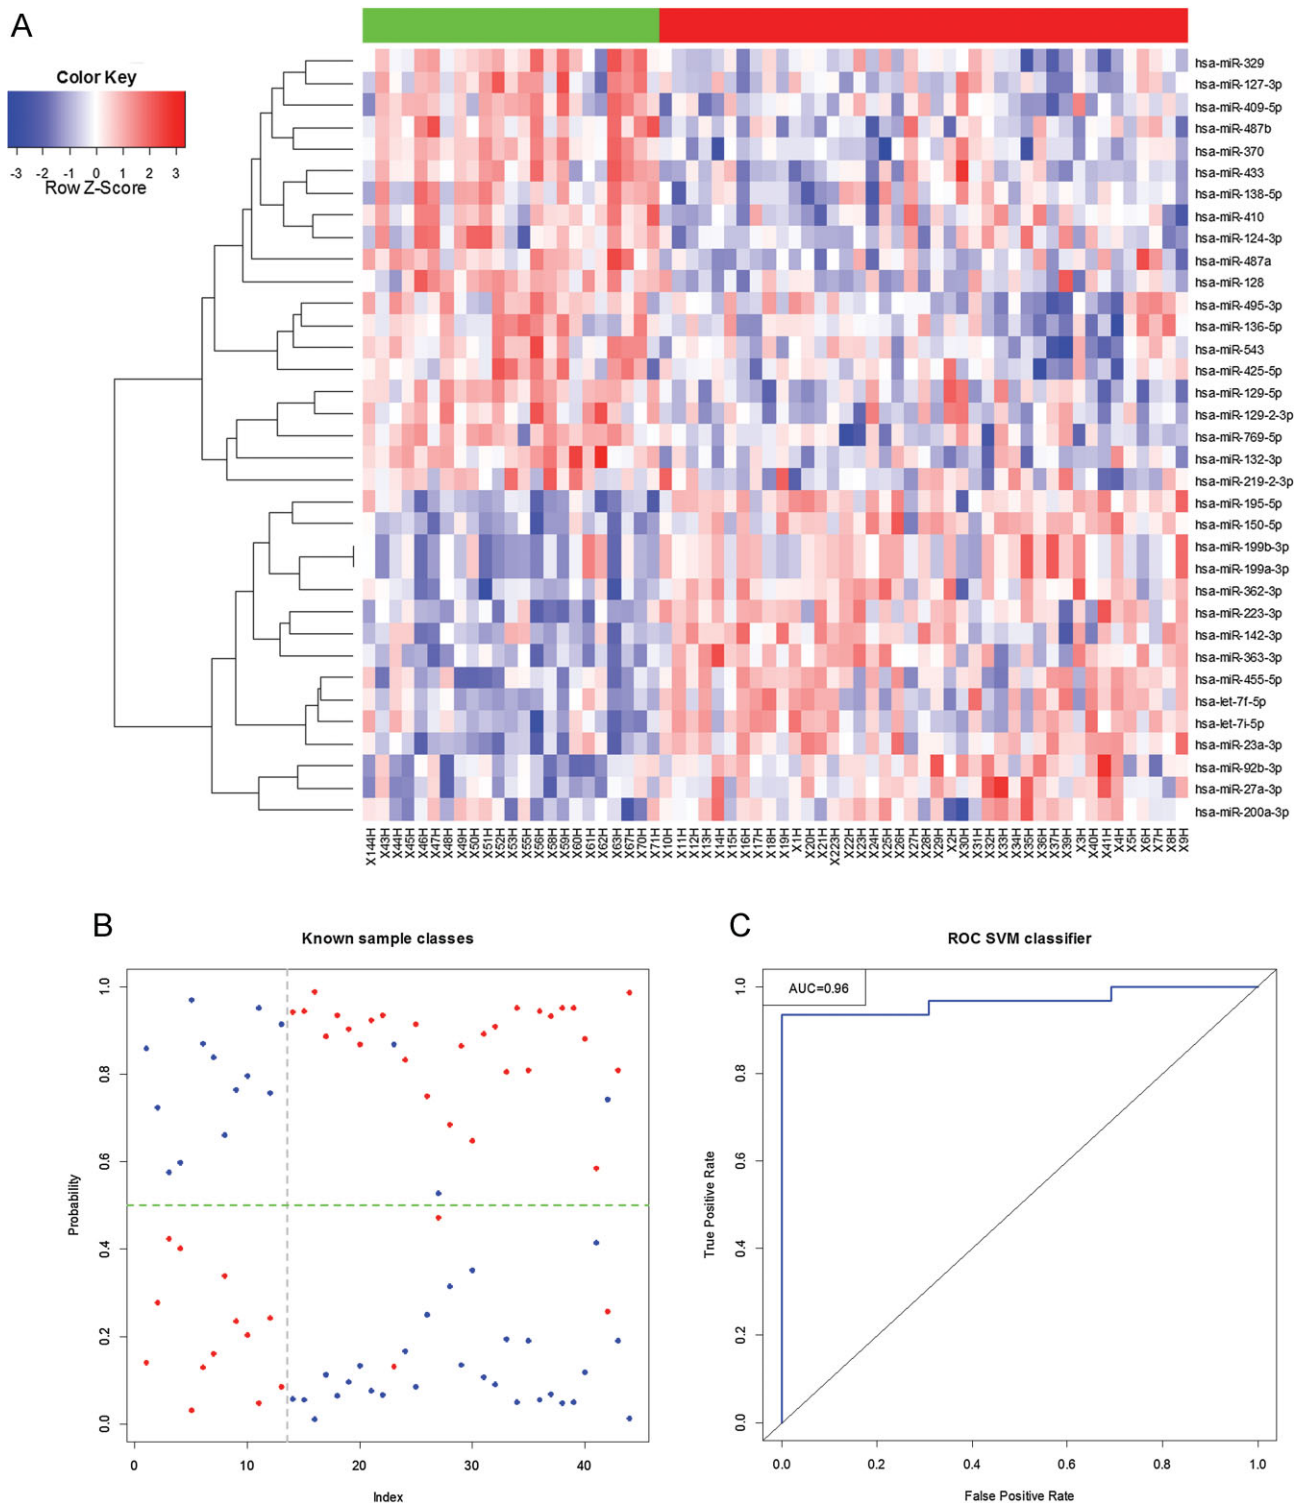 A
Color Key
-3 -2 -1 0 1 2 3
Row Z-Score
hsa-miR-329
hsa-miR-127-3p
hsa-miR-409-5p
hsa-miR-487b
hsa-miR-370
hsa-miR-433
hsa-miR-138-5p
hsa-miR-410
hsa-miR-124-3p
hsa-miR-487a
hsa-miR-128
hsa-miR-495-3p
hsa-miR-136-5p
hsa-miR-543
hsa-miR-425-5p
hsa-miR-129-5p
hsa-miR-129-2-3p
hsa-miR-769-5p
hsa-miR-132-3p
hsa-miR-219-2-3p
hsa-miR-195-5p
hsa-miR-150-5p
hsa-miR-199b-3p
hsa-miR-199a-3p
hsa-miR-362-3p
hsa-miR-223-3p
hsa-miR-142-3p
hsa-miR-363-3p
hsa-miR-455-5p
hsa-let-7f-5p
hsa-let-7i-5p
hsa-miR-23a-3p
hsa-miR-92b-3p
hsa-miR-27a-3p
hsa-miR-200a-3p
X144H X43H X44H X45H X46H X47H X48H X49H X50H X51H X52H X53H X55H X56H X58H X59H X60H X61H X62H X63H X67H X70H X71H X10H X11H X12H X13H X14H X15H X16H X17H X18H X19H X1H X20H X21H X223H X22H X23H X24H X25H X26H X27H X28H X29H X2H X30H X31H X32H X33H X34H X35H X36H X37H X39H X3H X40H X41H X4H X5H X6H X7H X8H X9H
B
Known sample classes
Probability
1.0
0.8
0.6
0.4
0.2
0.0
0 10 20 30 40
Index
C
ROC SVM classifier
AUC=0.96
True Positive Rate
1.0
0.8
0.6
0.4
0.2
0.0
0.0 0.2 0.4 0.6 0.8 1.0
False Positive Rate